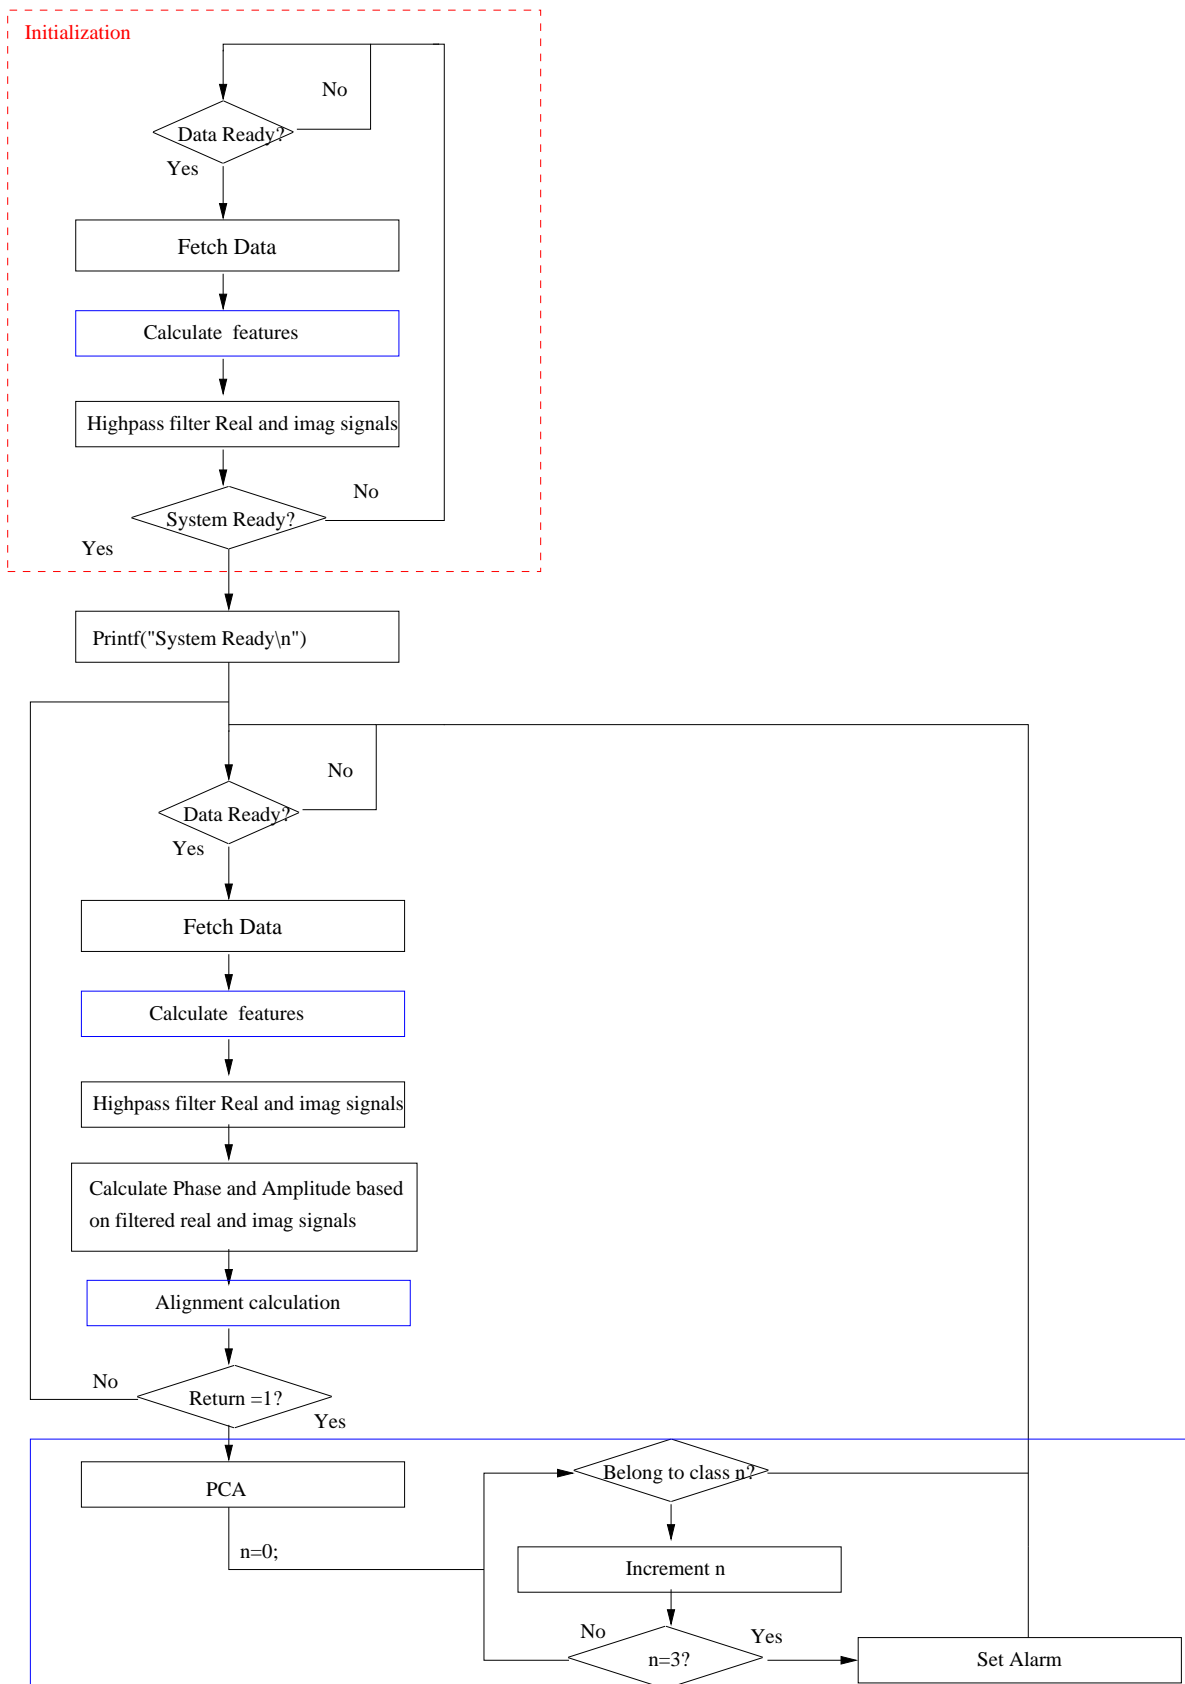 Initialization
No
Data Ready?
Yes
Fetch Data
Calculate features
Highpass filter Real and imag signals
No
System Ready?
Yes
Printf("System Ready\n")
No
Data Ready?
Yes
Fetch Data
Calculate features
Highpass filter Real and imag signals
Calculate Phase and Amplitude based
on filtered real and imag signals
Alignment calculation
No
Return =1?
Yes
PCA
n=0;
Belong to class n?
Increment n
No
n=3?
Yes
Set Alarm